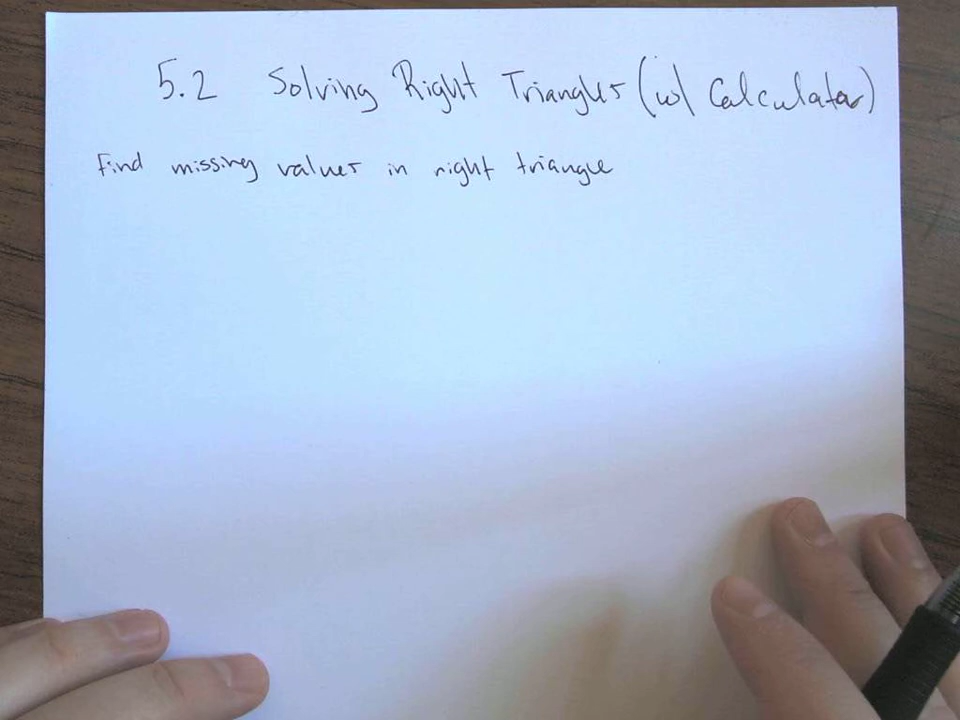 5.2 Solving Right Triangles (w/ Calculator)
Find missing values in right triangle